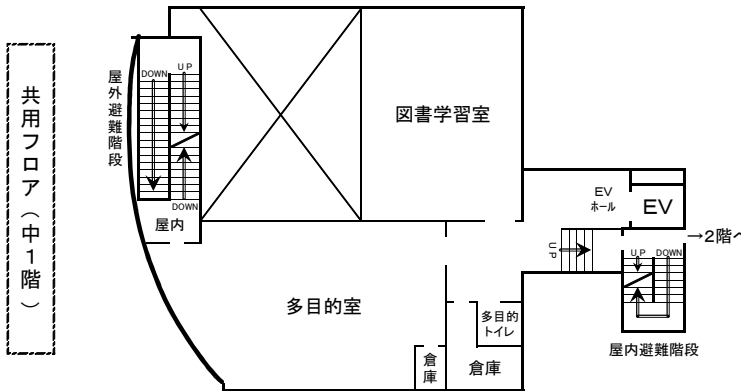 共用フロア（中１階）
屋外避難階段
DOWN
UP
DOWN
屋内
図書学習室
多目的室
EV
ホール
EV
→2階へ
UP
UP
DOWN
多目的
トイレ
倉庫
倉庫
屋内避難階段